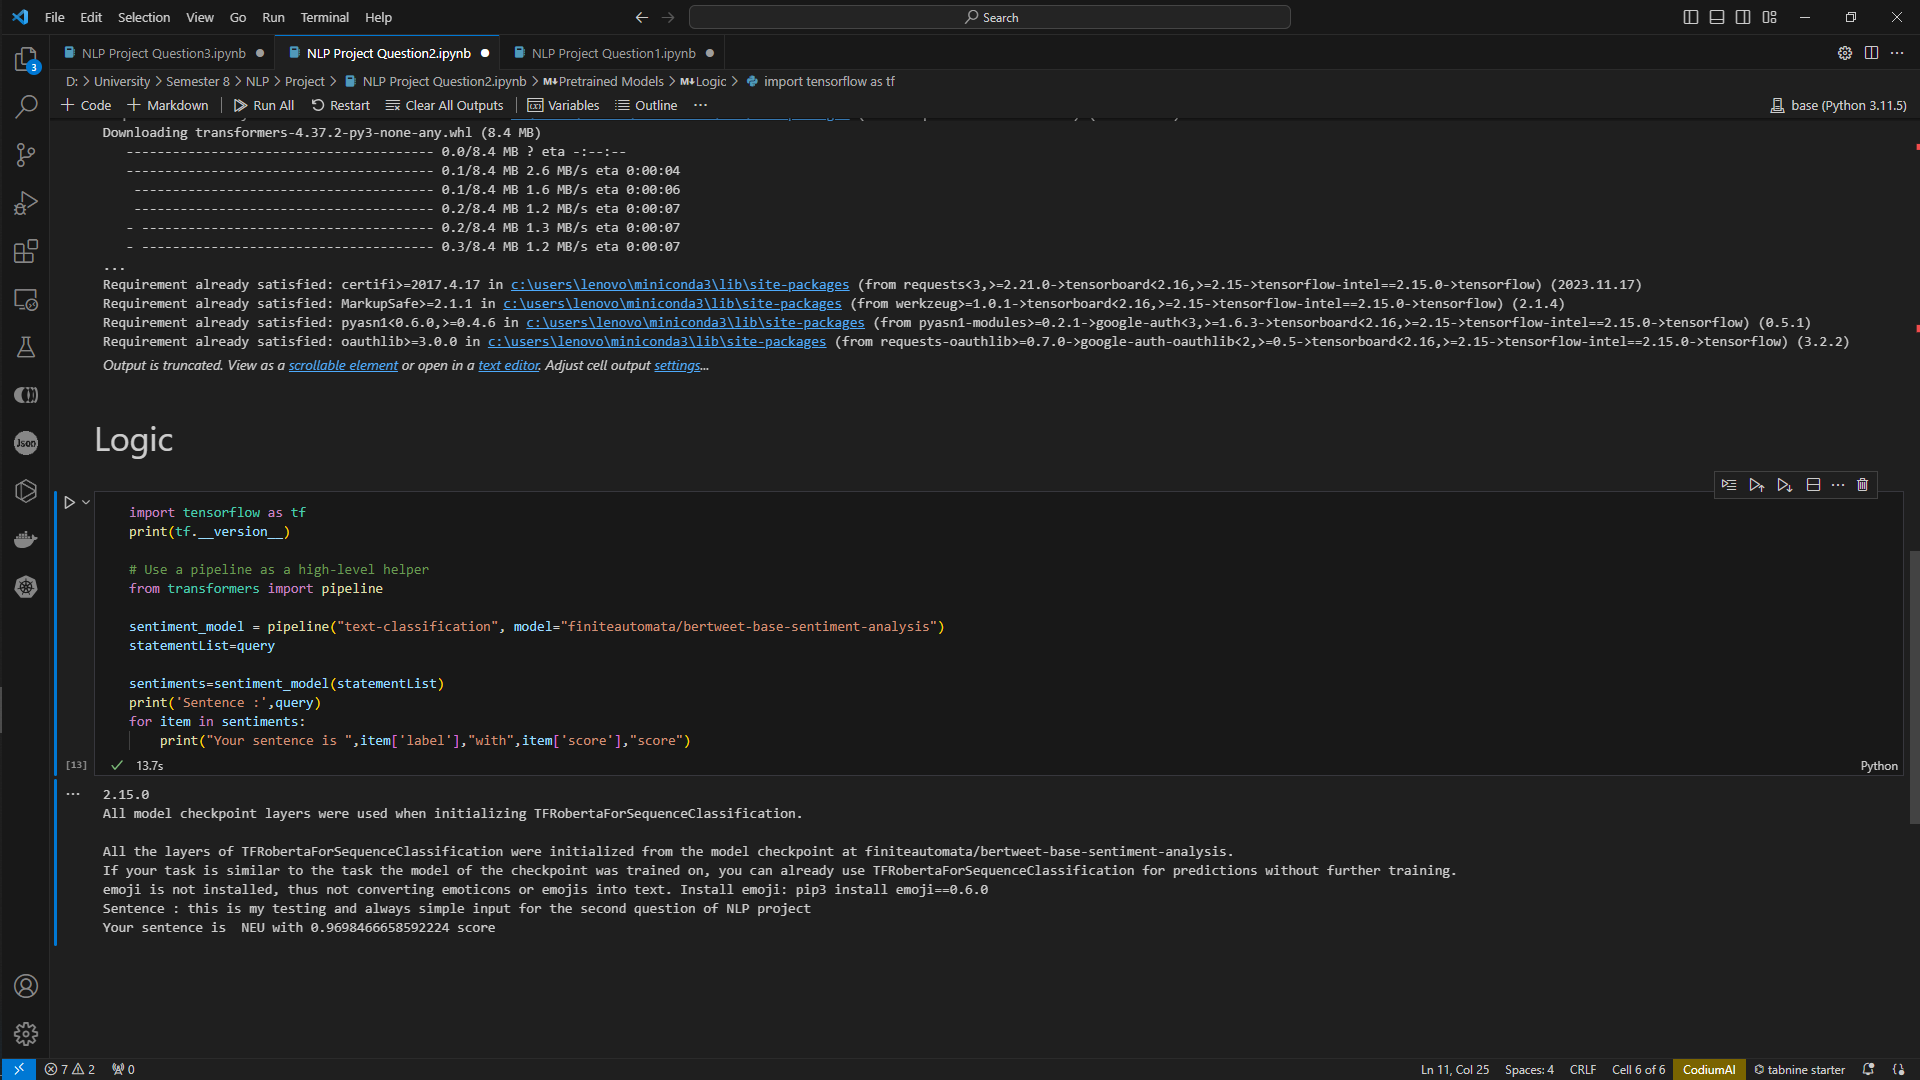 File Edit Selection View Go Run Terminal Help
Search
NLP Project Question3.ipynb
NLP Project Question2.ipynb
NLP Project Question1.ipynb
D: > University > Semester 8 > NLP > Project > NLP Project Question2.ipynb > M↓Pretrained Models > M↓Logic > import tensorflow as tf
+ Code + Markdown Run All Restart Clear All Outputs Variables Outline ...
base (Python 3.11.5)
Downloading transformers-4.37.2-py3-none-any.whl (8.4 MB)
---------------------------------------- 0.0/8.4 MB ? eta -:--:--
---------------------------------------- 0.1/8.4 MB 2.6 MB/s eta 0:00:04
--------------------------------------- 0.1/8.4 MB 1.6 MB/s eta 0:00:06
--------------------------------------- 0.2/8.4 MB 1.2 MB/s eta 0:00:07
- -------------------------------------- 0.2/8.4 MB 1.3 MB/s eta 0:00:07
- -------------------------------------- 0.3/8.4 MB 1.2 MB/s eta 0:00:07
...
Requirement already satisfied: certifi>=2017.4.17 in c:\users\lenovo\miniconda3\lib\site-packages (from requests<3,>=2.21.0->tensorboard<2.16,>=2.15->tensorflow-intel==2.15.0->tensorflow) (2023.11.17)
Requirement already satisfied: MarkupSafe>=2.1.1 in c:\users\lenovo\miniconda3\lib\site-packages (from werkzeug>=1.0.1->tensorboard<2.16,>=2.15->tensorflow-intel==2.15.0->tensorflow) (2.1.4)
Requirement already satisfied: pyasn1<0.6.0,>=0.4.6 in c:\users\lenovo\miniconda3\lib\site-packages (from pyasn1-modules>=0.2.1->google-auth<3,>=1.6.3->tensorboard<2.16,>=2.15->tensorflow-intel==2.15.0->tensorflow) (0.5.1)
Requirement already satisfied: oauthlib>=3.0.0 in c:\users\lenovo\miniconda3\lib\site-packages (from requests-oauthlib>=0.7.0->google-auth-oauthlib<2,>=0.5->tensorboard<2.16,>=2.15->tensorflow-intel==2.15.0->tensorflow) (3.2.2)
Output is truncated. View as a scrollable element or open in a text editor. Adjust cell output settings...
Logic
import tensorflow as tf
print(tf.__version__)
# Use a pipeline as a high-level helper
from transformers import pipeline
sentiment_model = pipeline("text-classification", model="finiteautomata/bertweet-base-sentiment-analysis")
statementList=query
sentiments=sentiment_model(statementList)
print('Sentence :',query)
for item in sentiments:
    print("Your sentence is ",item['label'],"with",item['score'],"score")
[13] 13.7s Python
2.15.0
All model checkpoint layers were used when initializing TFRobertaForSequenceClassification.
All the layers of TFRobertaForSequenceClassification were initialized from the model checkpoint at finiteautomata/bertweet-base-sentiment-analysis.
If your task is similar to the task the model of the checkpoint was trained on, you can already use TFRobertaForSequenceClassification for predictions without further training.
emoji is not installed, thus not converting emoticons or emojis into text. Install emoji: pip3 install emoji==0.6.0
Sentence : this is my testing and always simple input for the second question of NLP project
Your sentence is  NEU with 0.9698466658592224 score
3
Json
7 2 0
Ln 11, Col 25 Spaces: 4 CRLF Cell 6 of 6 CodiumAI tabnine starter